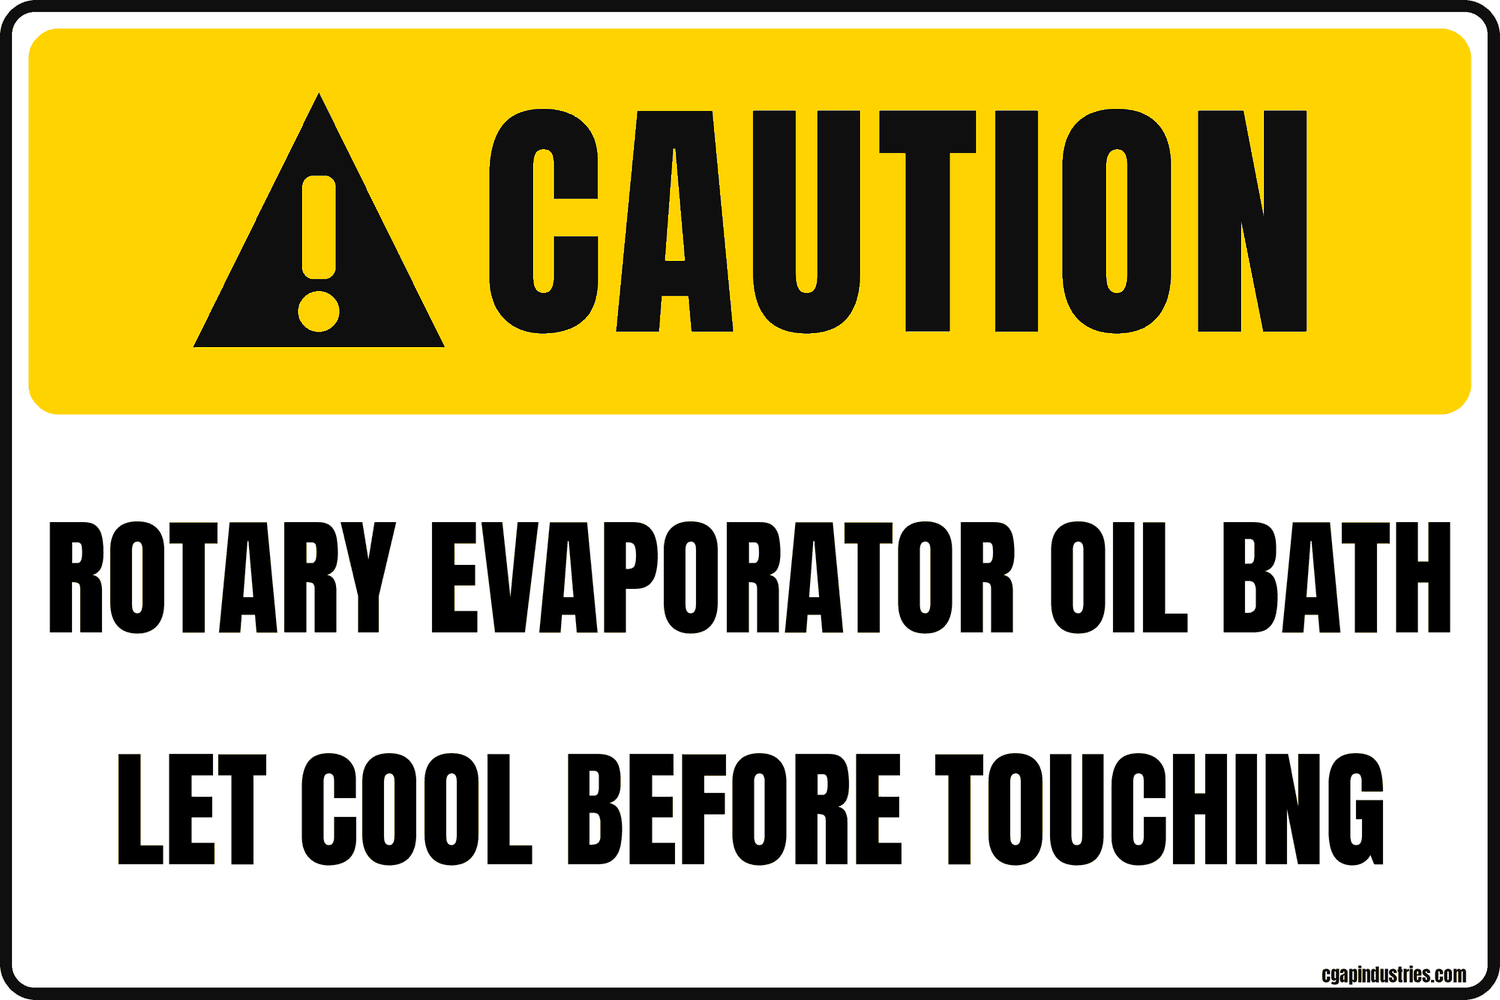 CAUTION
ROTARY EVAPORATOR OIL BATH
LET COOL BEFORE TOUCHING
cgapindustries.com